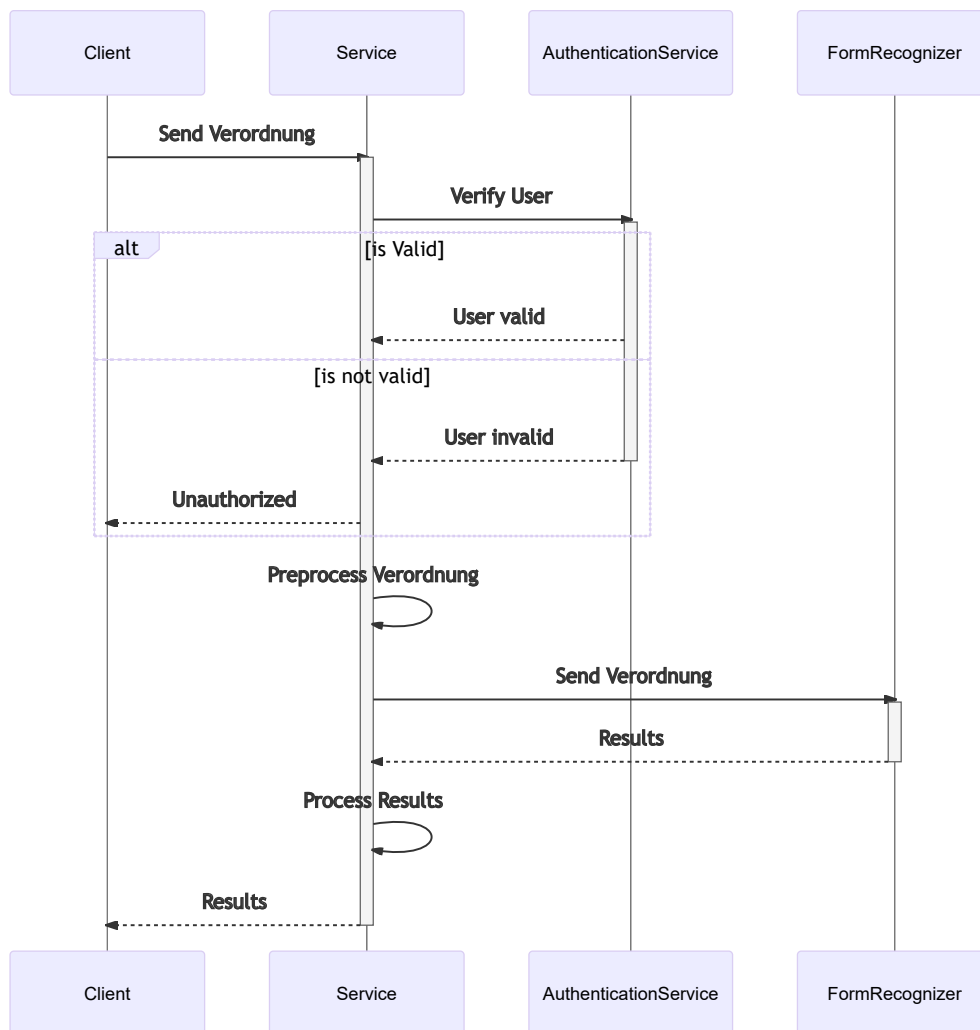 Client
Service
AuthenticationService
FormRecognizer
Send Verordnung
Verify User
alt
[is Valid]
User valid
[is not valid]
User invalid
Unauthorized
Preprocess Verordnung
Send Verordnung
Results
Process Results
Results
Client
Service
AuthenticationService
FormRecognizer